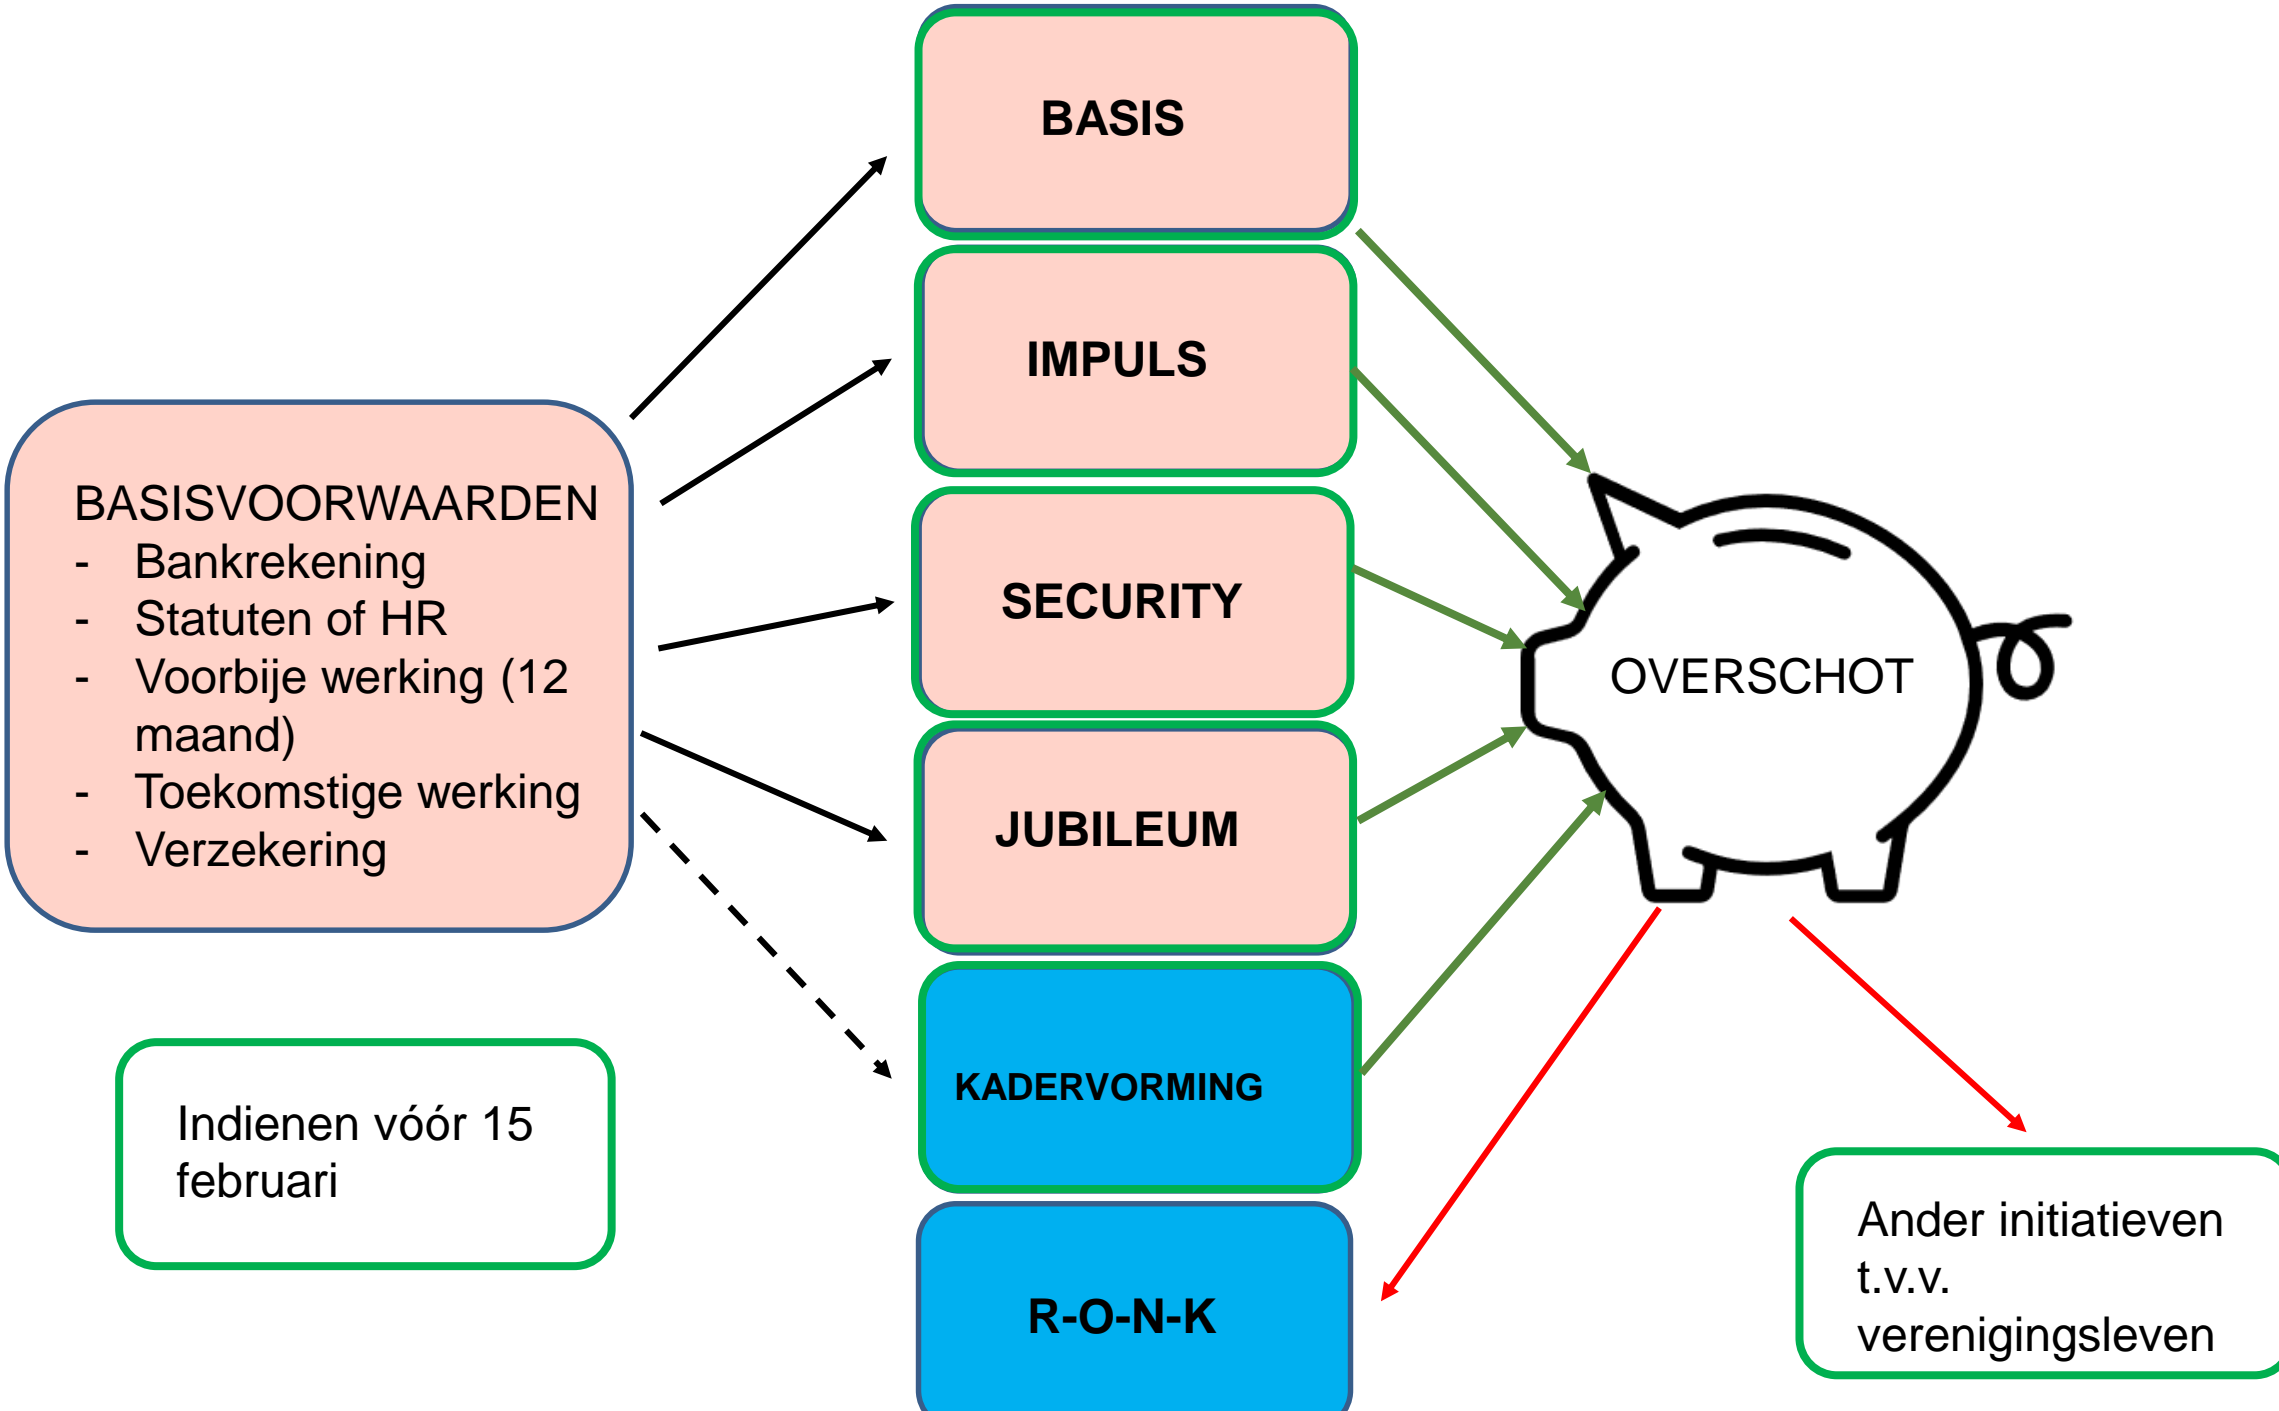 BASISVOORWAARDEN
- Bankrekening
- Statuten of HR
- Voorbije werking (12
maand)
- Toekomstige werking
- Verzekering
Indienen vóór 15
februari
BASIS
IMPULS
SECURITY
JUBILEUM
KADERVORMING
R-O-N-K
OVERSCHOT
Ander initiatieven
t.v.v.
verenigingsleven